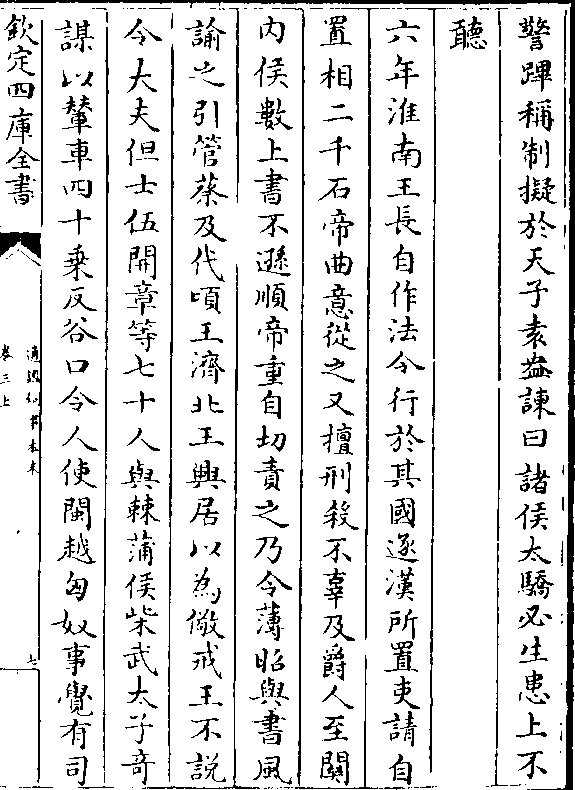 警蹕稱制擬於天子袁盎諫曰諸侯太驕必生患上不
聽
六年淮南王長自作法令行於其國逐漢所置吏請自
置相二千石帝曲意從之又擅刑殺不辜及爵人至關
内侯數上書不遜順帝重自切責之乃令薄昭與書風
諭之引管蔡及代頃王濟北王興居以為儆戒王不説
令大夫但士伍開章等七十人與棘蒲侯柴武太子奇
謀以輦車四十乗反谷口令人使閩越匈奴事覺有司
欽定四庫全書
通鑑紀事本末
卷三上
七